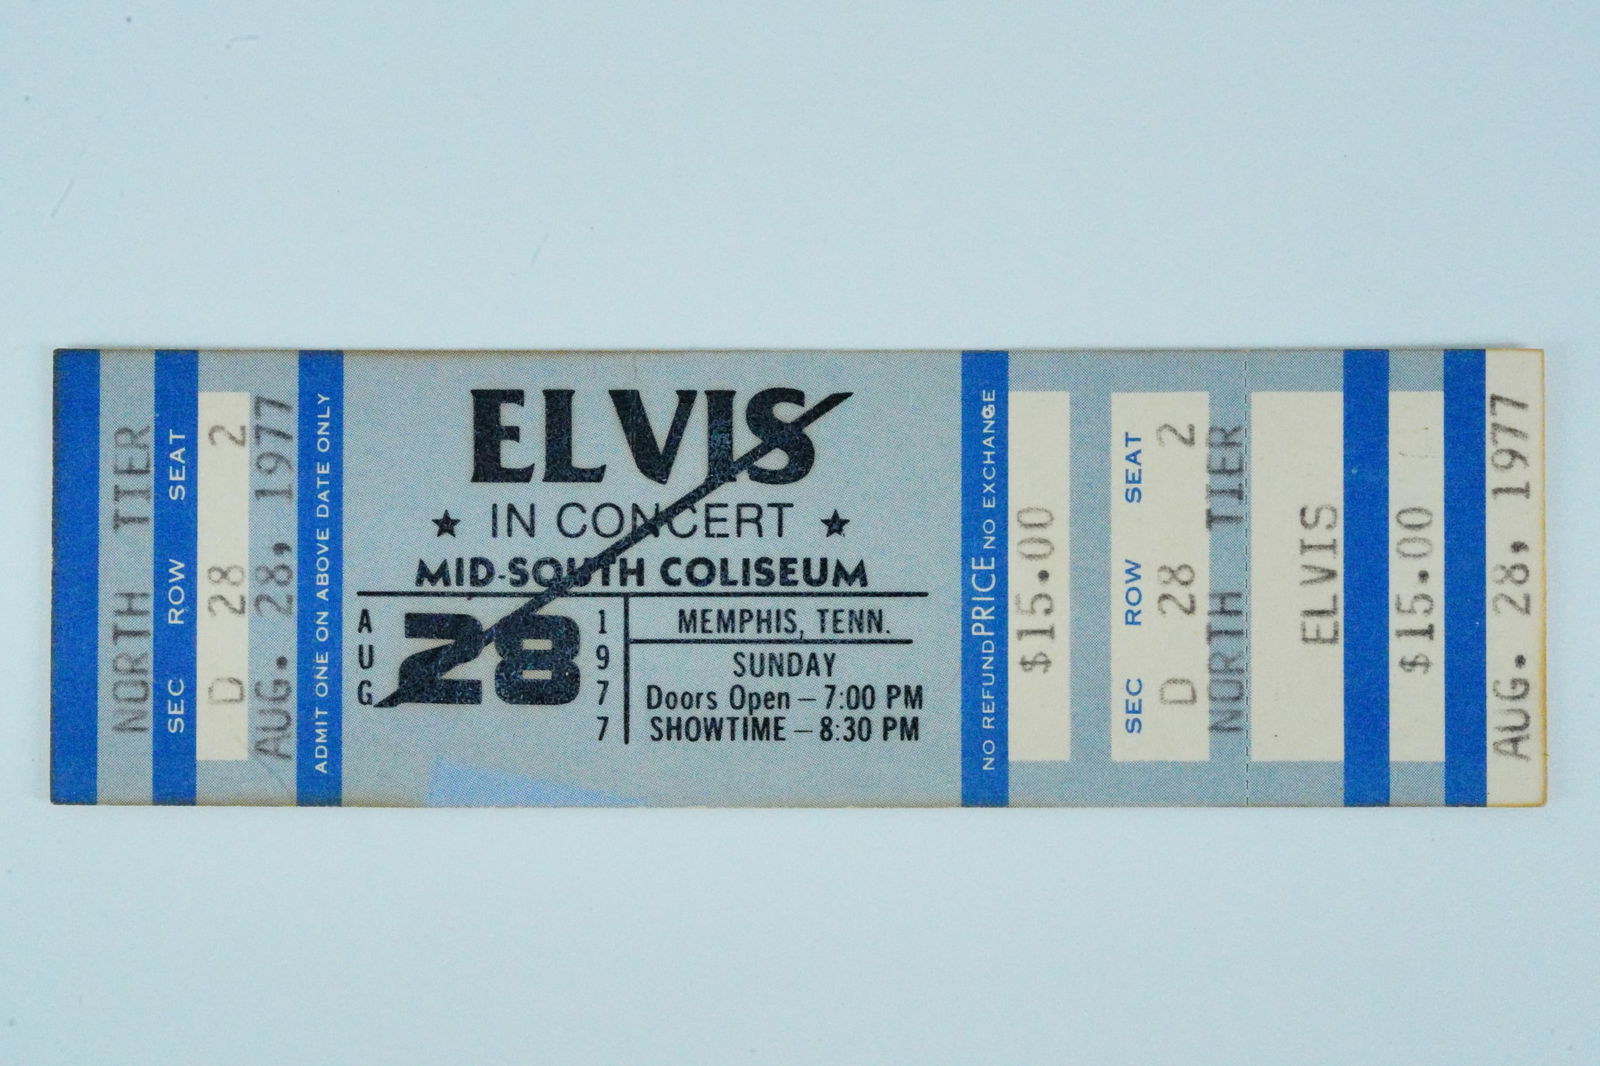 NORTH TIER
SEC ROW SEAT
D 28 2
AUG. 28, 1977
ADMIT ONE ON ABOVE DATE ONLY
ELVIS
★ IN CONCERT ★
MID-SOUTH COLISEUM
AUG 28 1977
MEMPHIS, TENN.
SUNDAY
Doors Open – 7:00 PM
SHOWTIME – 8:30 PM
NO REFUND PRICE NO EXCHANGE
$15.00
SEC ROW SEAT
D 28 2
NORTH TIER
ELVIS
$15.00
AUG. 28, 1977